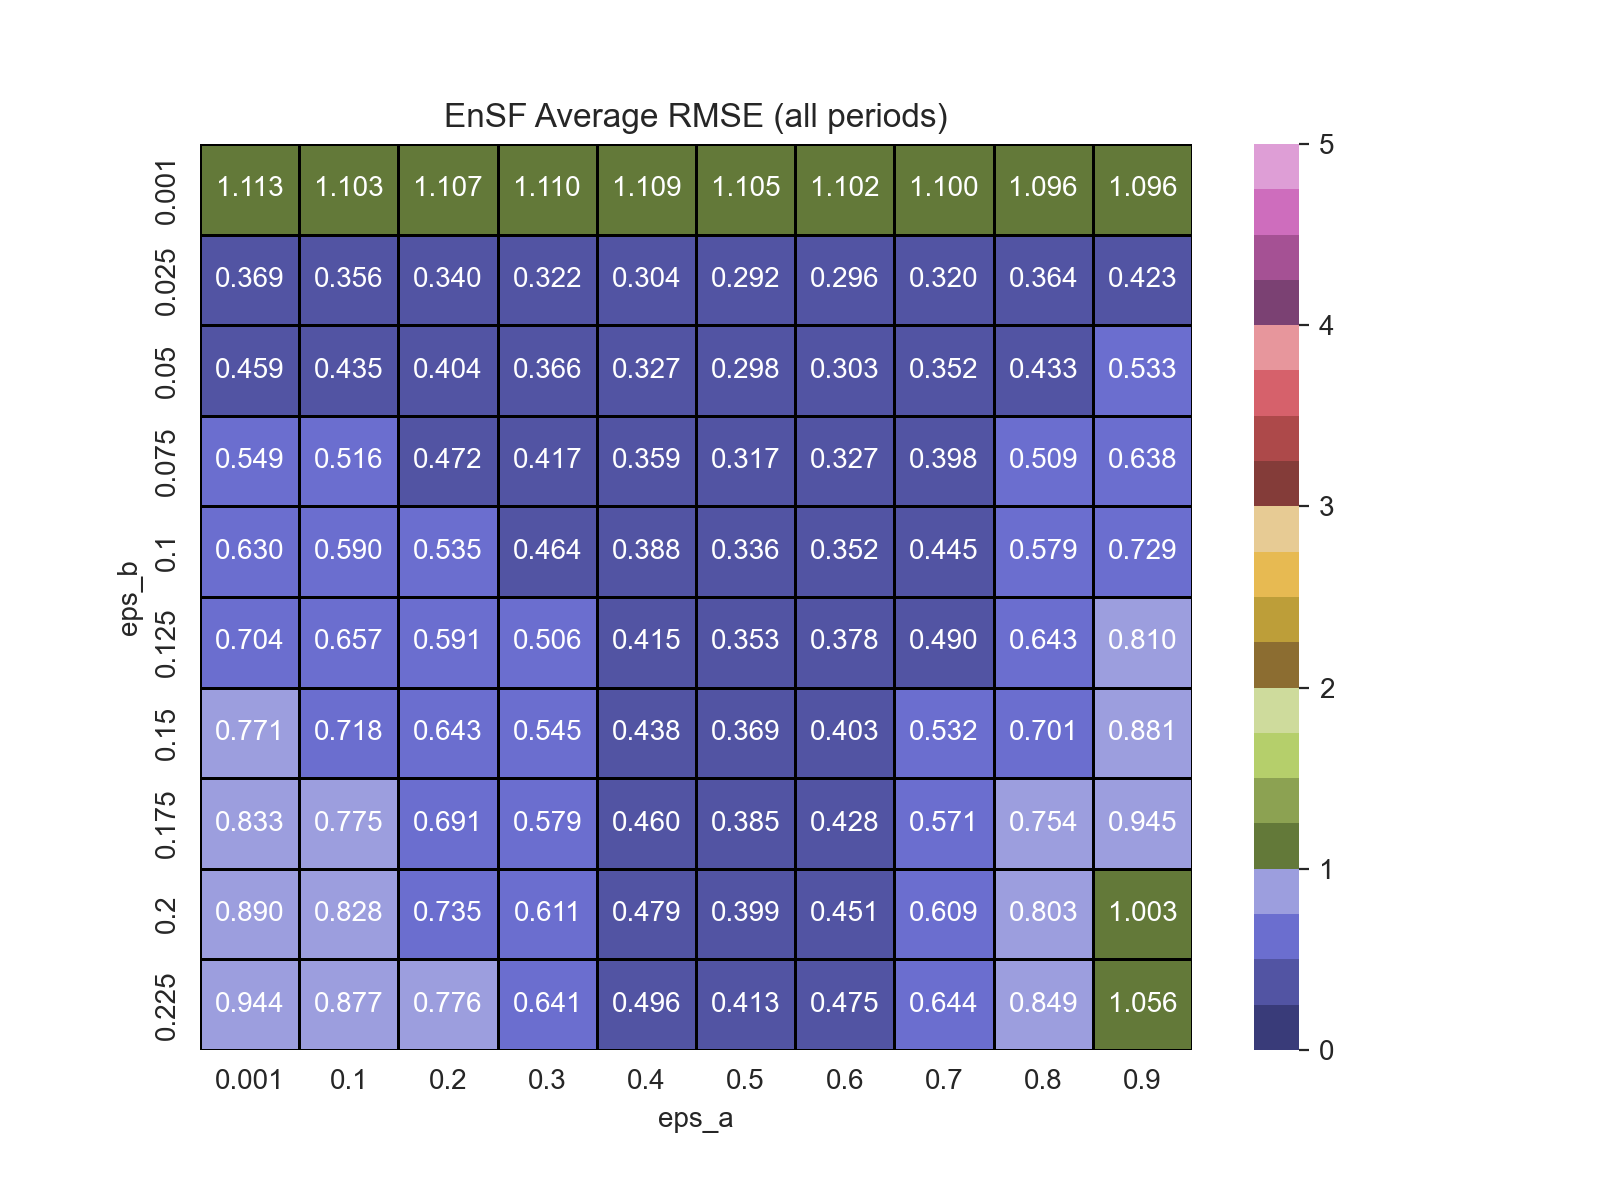 EnSF Average RMSE (all periods)
0.001 1.113 1.103 1.107 1.110 1.109 1.105 1.102 1.100 1.096 1.096
0.025 0.369 0.356 0.340 0.322 0.304 0.292 0.296 0.320 0.364 0.423
0.05 0.459 0.435 0.404 0.366 0.327 0.298 0.303 0.352 0.433 0.533
0.075 0.549 0.516 0.472 0.417 0.359 0.317 0.327 0.398 0.509 0.638
0.1 0.630 0.590 0.535 0.464 0.388 0.336 0.352 0.445 0.579 0.729
0.125 0.704 0.657 0.591 0.506 0.415 0.353 0.378 0.490 0.643 0.810
0.15 0.771 0.718 0.643 0.545 0.438 0.369 0.403 0.532 0.701 0.881
0.175 0.833 0.775 0.691 0.579 0.460 0.385 0.428 0.571 0.754 0.945
0.2 0.890 0.828 0.735 0.611 0.479 0.399 0.451 0.609 0.803 1.003
0.225 0.944 0.877 0.776 0.641 0.496 0.413 0.475 0.644 0.849 1.056
eps_b
0.001 0.1 0.2 0.3 0.4 0.5 0.6 0.7 0.8 0.9
eps_a
5
4
3
2
1
0